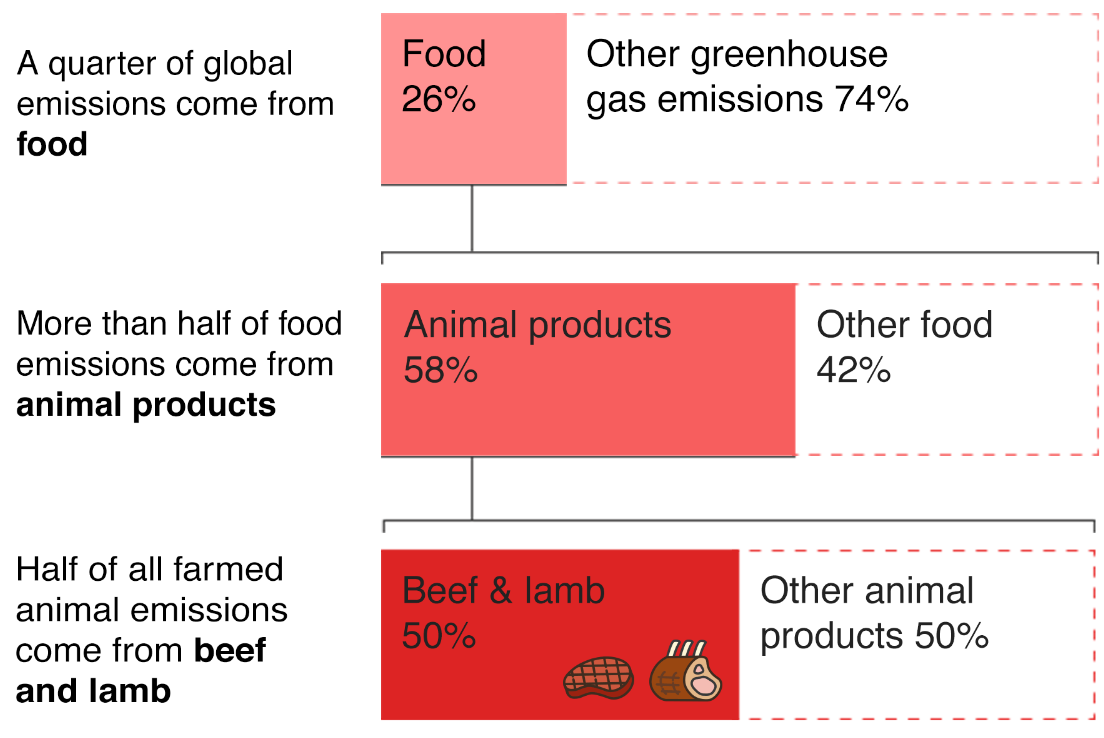 A quarter of global
emissions come from
food
Food
26%
Other greenhouse
gas emissions 74%
More than half of food
emissions come from
animal products
Animal products
58%
Other food
42%
Half of all farmed
animal emissions
come from beef
and lamb
Beef & lamb
50%
Other animal
products 50%